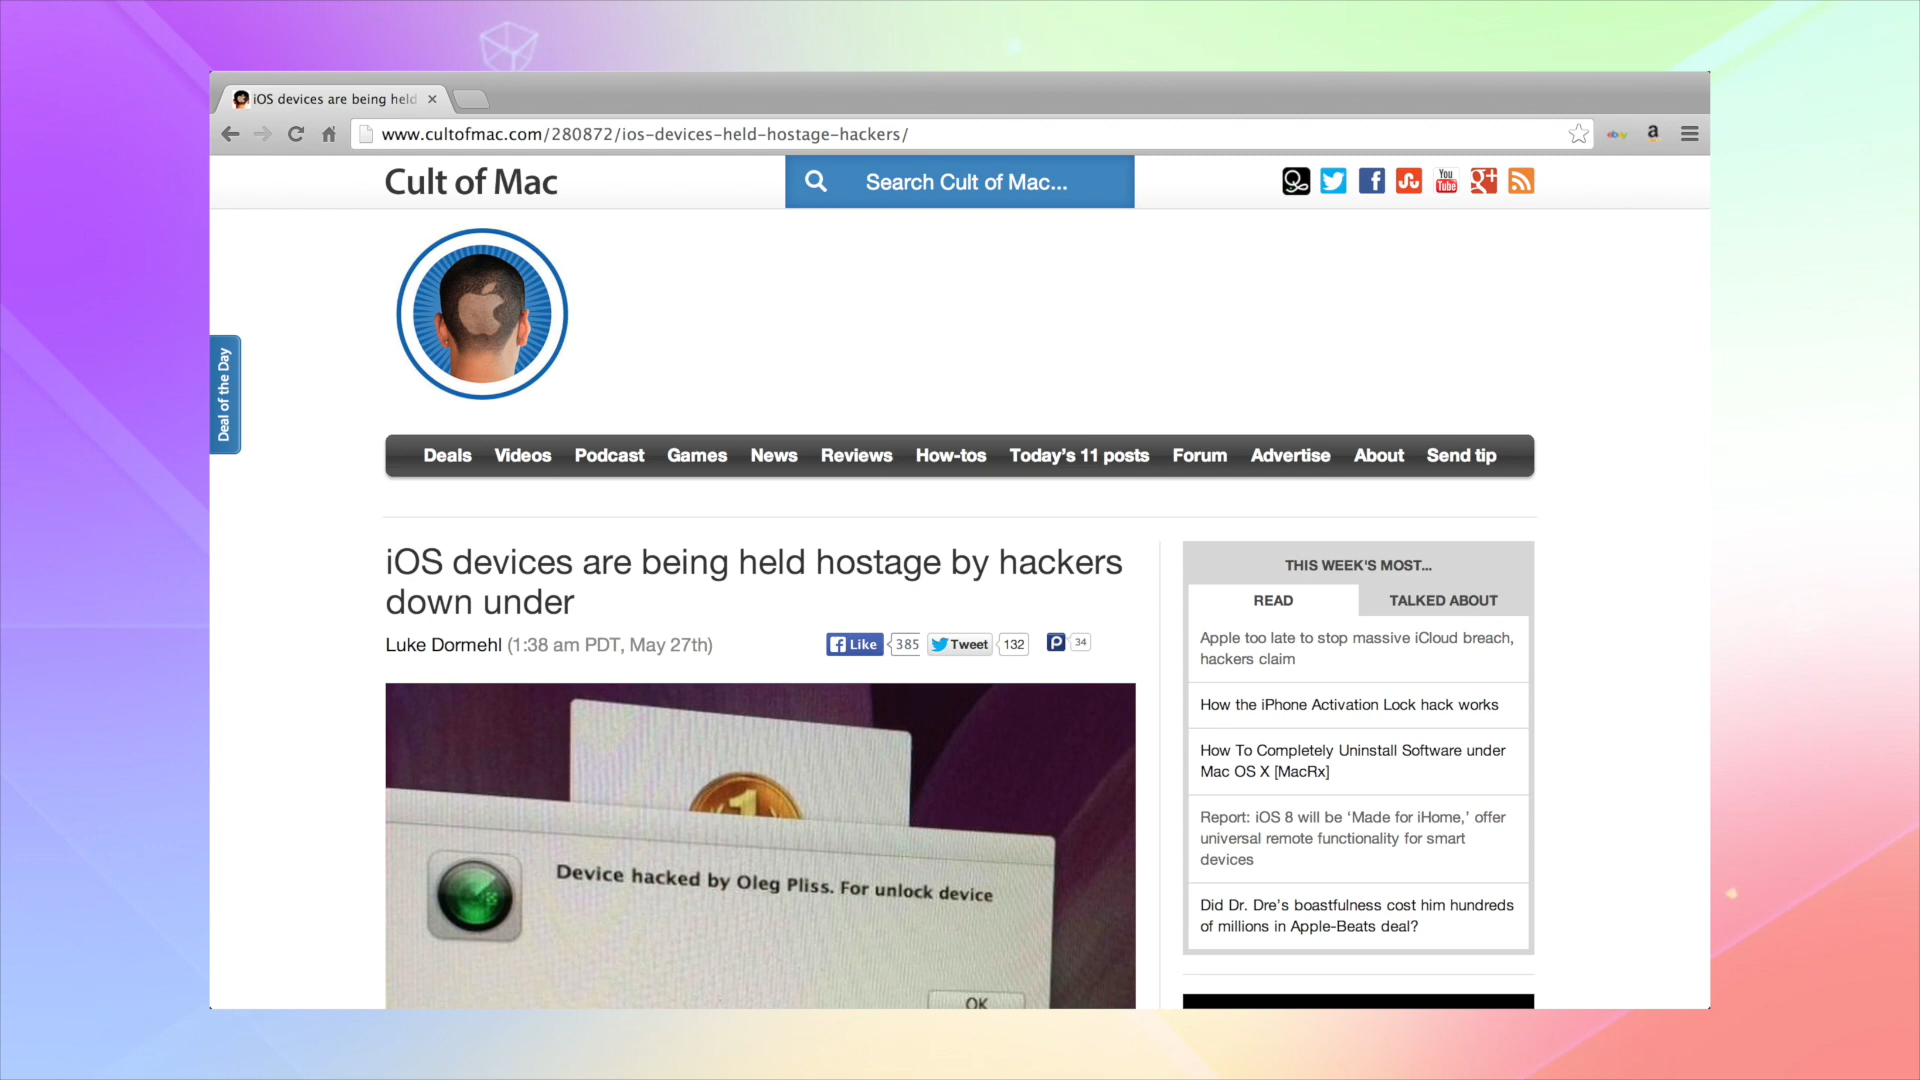 iOS devices are being held
www.cultofmac.com/280872/ios-devices-held-hostage-hackers/
ebay
a
Cult of Mac
Search Cult of Mac...
You
Tube
g+
Deal of the Day
Deals Videos Podcast Games News Reviews How-tos Today's 11 posts Forum Advertise About Send tip
iOS devices are being held hostage by hackers
down under
Luke Dormehl (1:38 am PDT, May 27th)
Like 385 Tweet 132 34
1
Device hacked by Oleg Pliss. For unlock device
OK
THIS WEEK'S MOST...
READ TALKED ABOUT
Apple too late to stop massive iCloud breach,
hackers claim
How the iPhone Activation Lock hack works
How To Completely Uninstall Software under
Mac OS X [MacRx]
Report: iOS 8 will be ‘Made for iHome,’ offer
universal remote functionality for smart
devices
Did Dr. Dre’s boastfulness cost him hundreds
of millions in Apple-Beats deal?